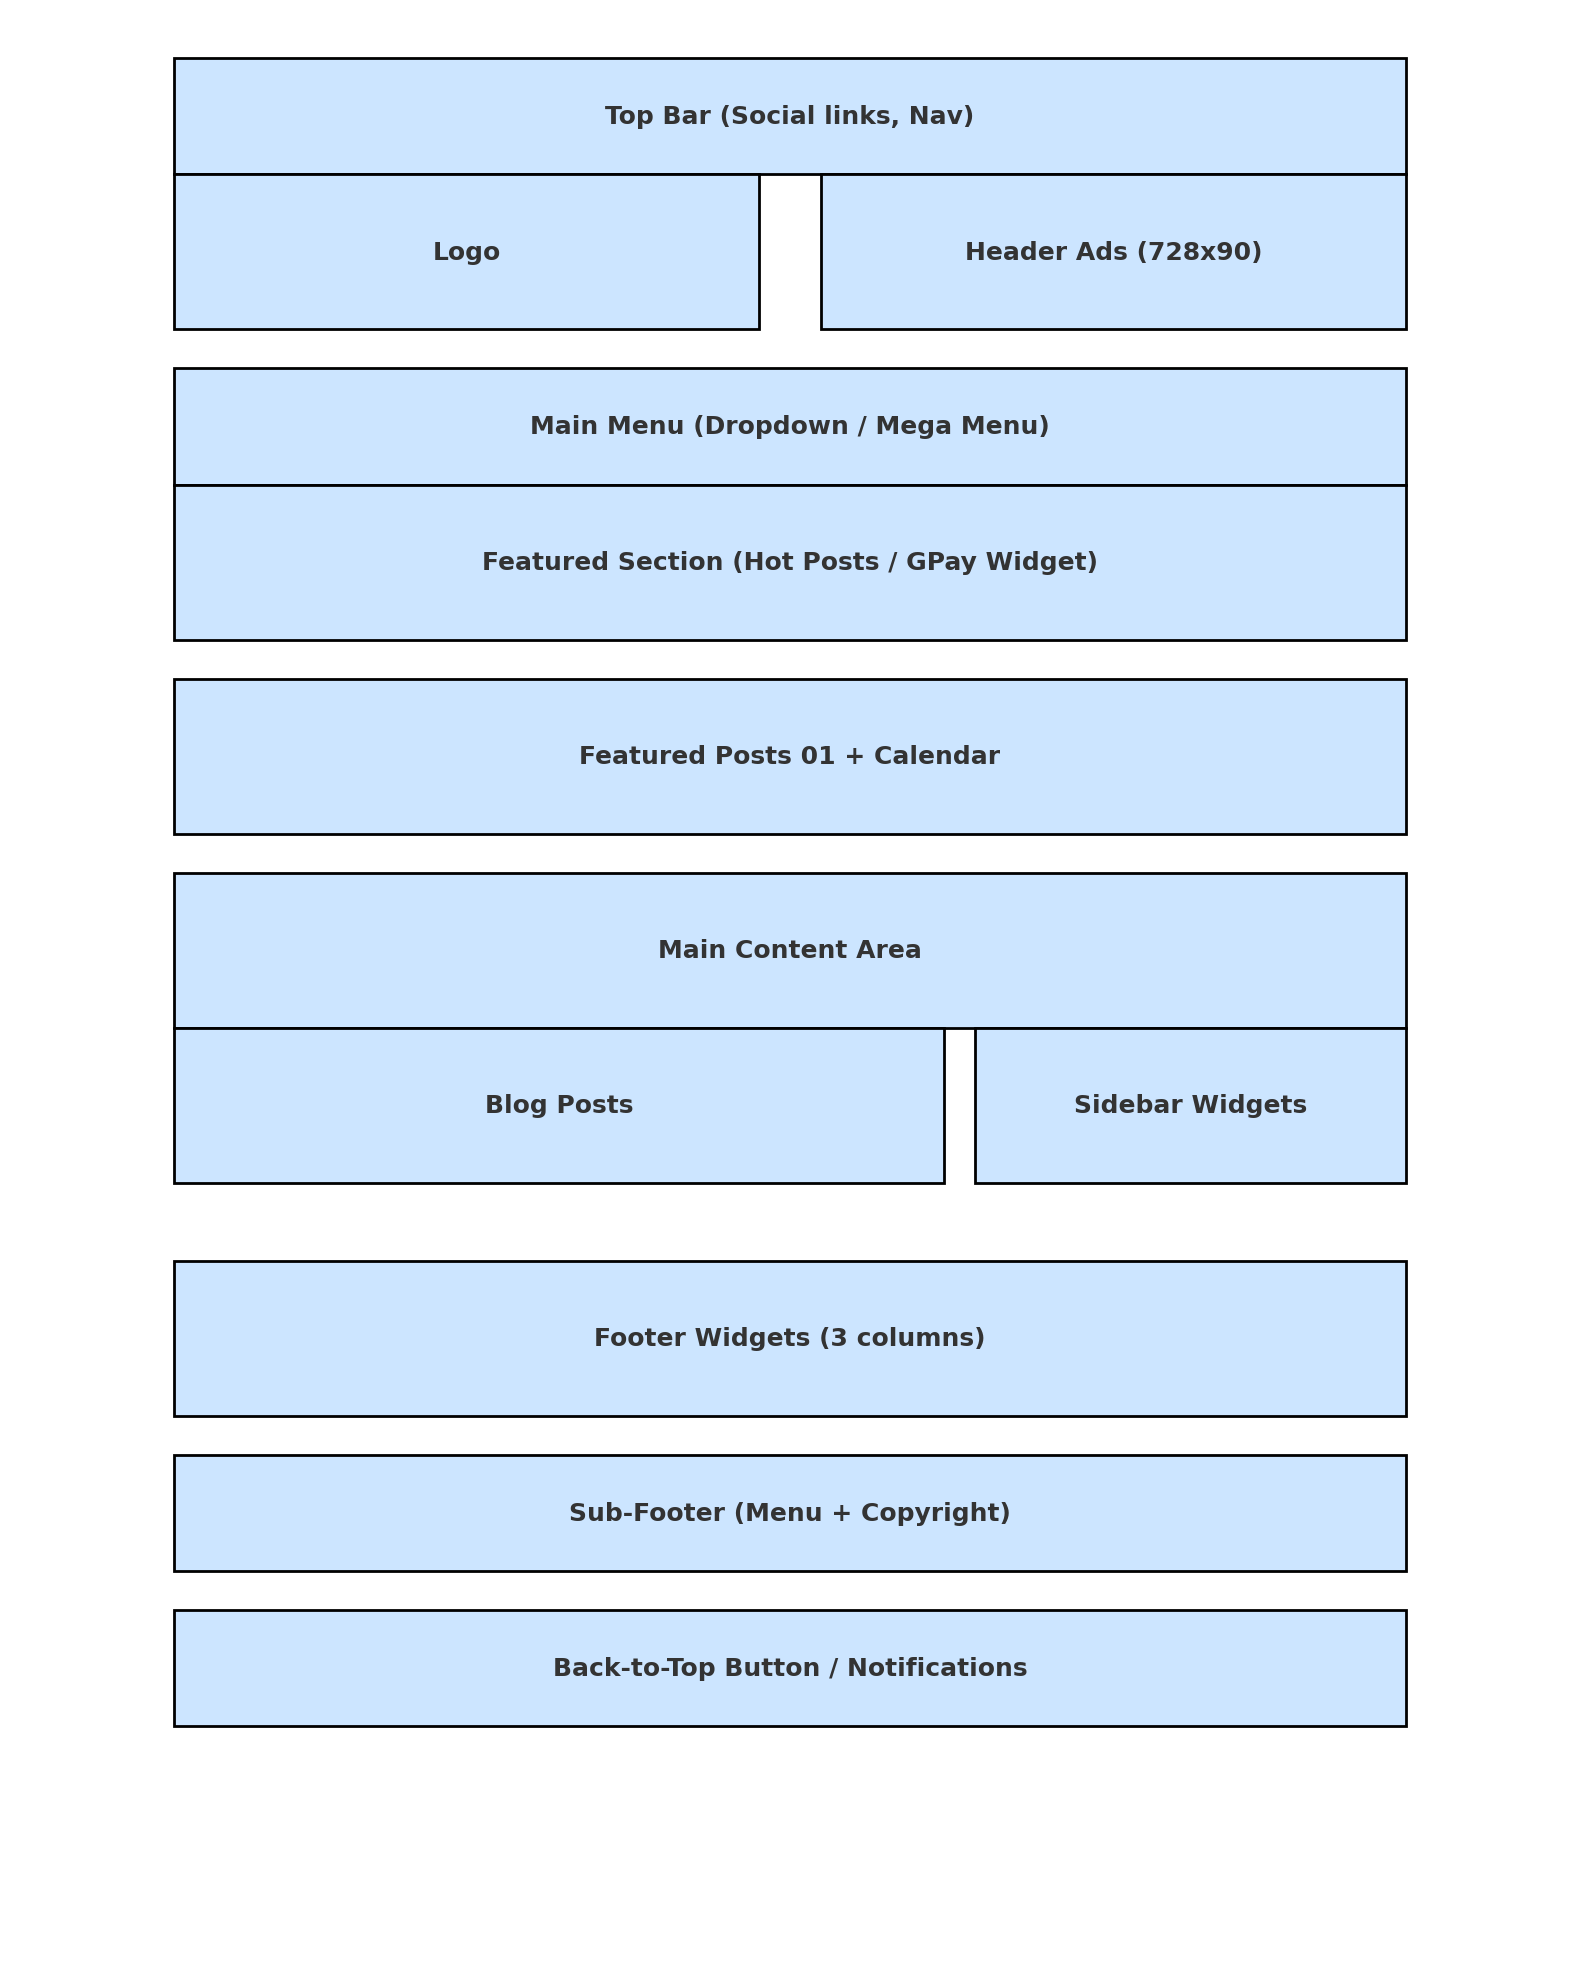 Top Bar (Social links, Nav)
Logo
Header Ads (728x90)
Main Menu (Dropdown / Mega Menu)
Featured Section (Hot Posts / GPay Widget)
Featured Posts 01 + Calendar
Main Content Area
Blog Posts
Sidebar Widgets
Footer Widgets (3 columns)
Sub-Footer (Menu + Copyright)
Back-to-Top Button / Notifications